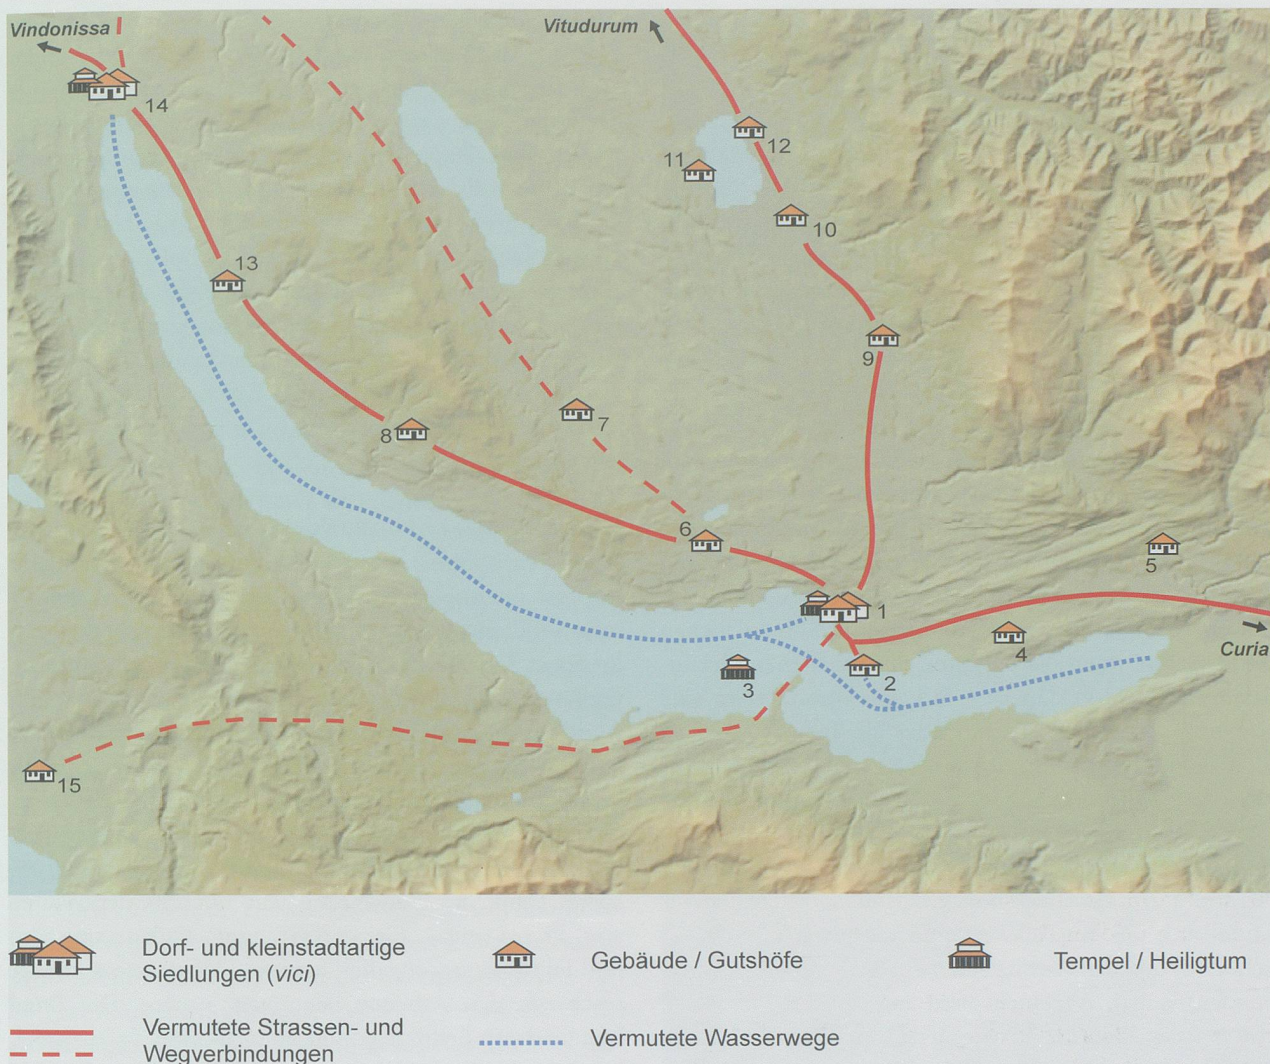 Vindonissa
Vitudurum
14
12
11
10
13
9
8
7
6
5
1
4
Curia
2
3
15
Dorf- und kleinstadtartige
Siedlungen (vici)
Gebäude / Gutshöfe
Tempel / Heiligtum
Vermutete Strassen- und
Wegverbindungen
Vermutete Wasserwege